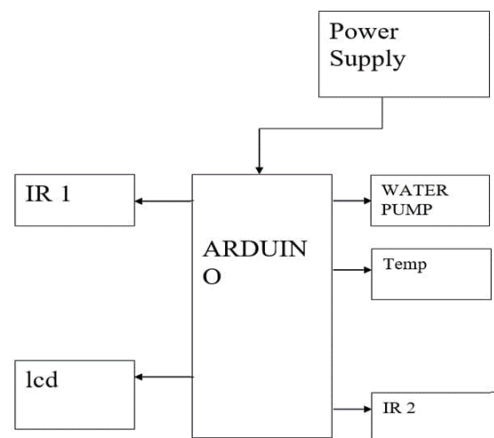 Power
Supply
IR 1
WATER
PUMP
ARDUIN
O
Temp
lcd
IR 2